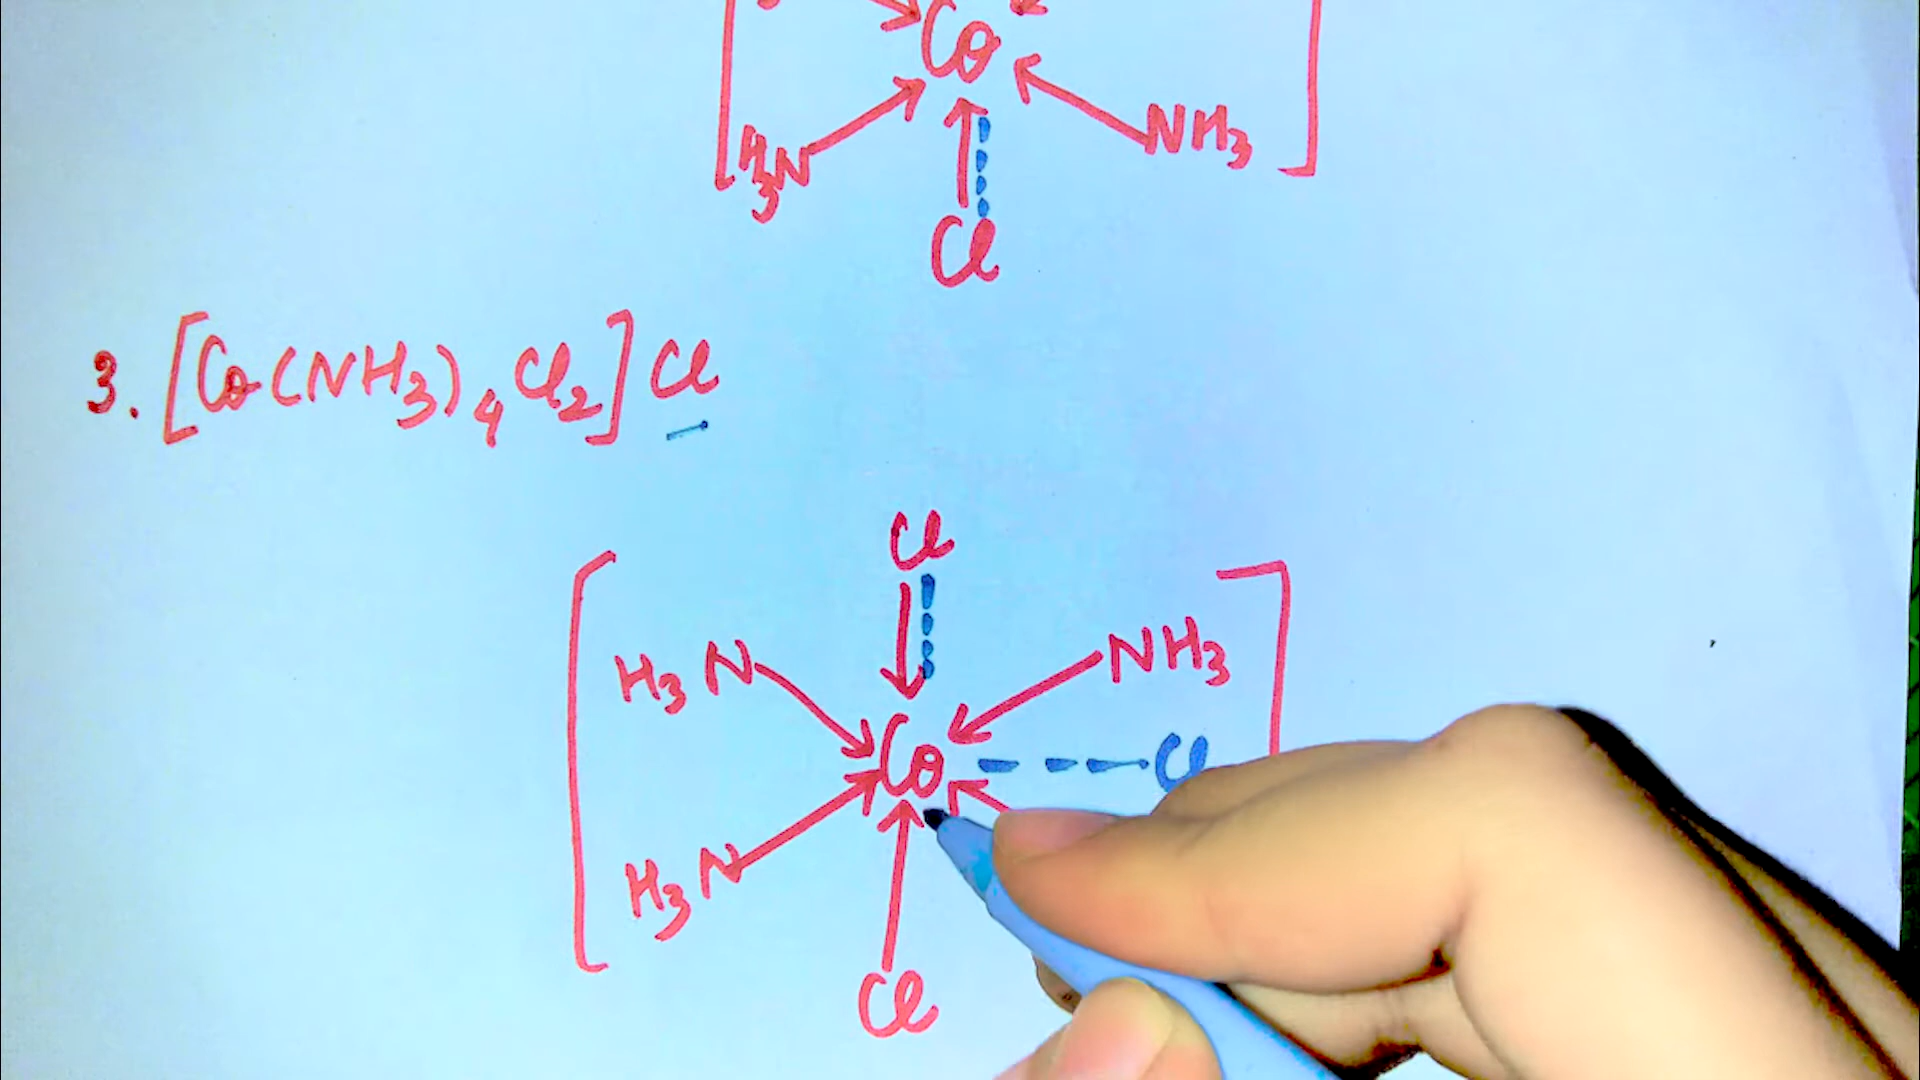 Co
H3N NH3
Cl
3. [Co(NH3)4Cl2]Cl
Cl
H3N NH3
Co Cl
H3N
Cl